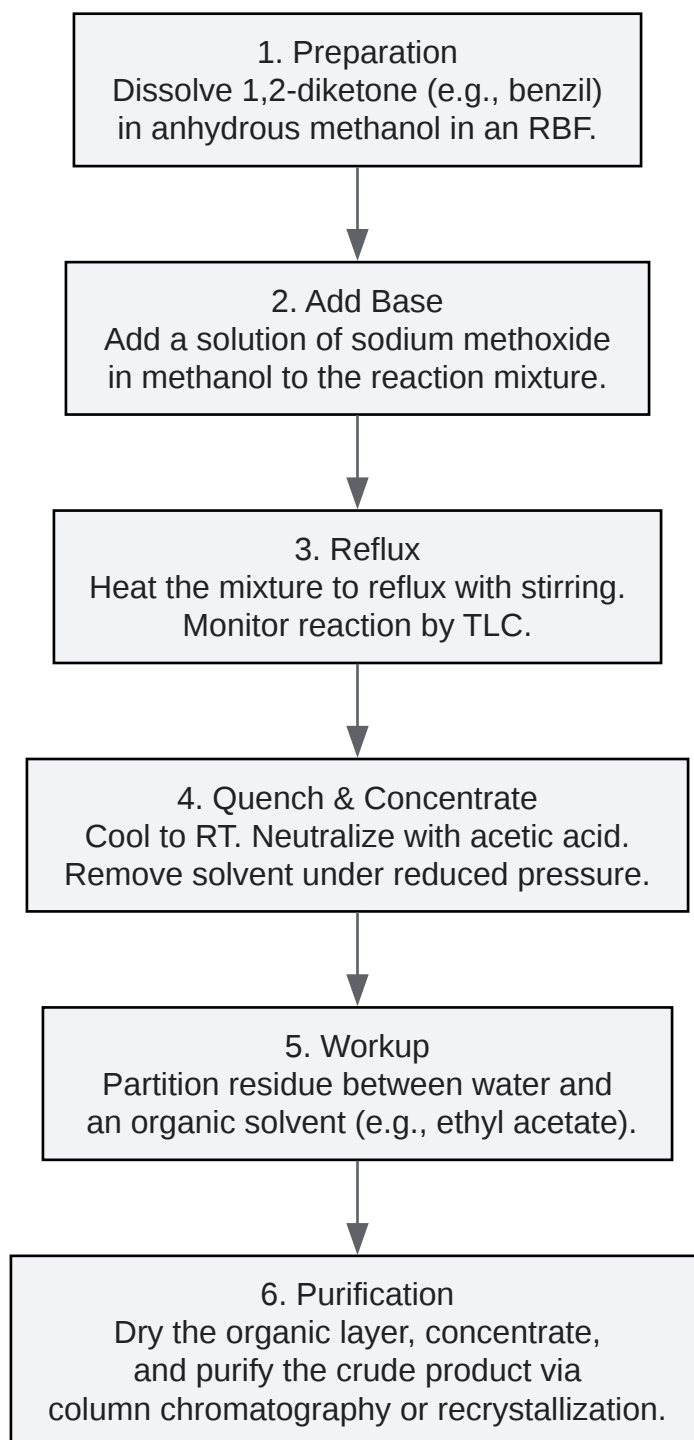 1. Preparation
Dissolve 1,2-diketone (e.g., benzil)
in anhydrous methanol in an RBF.
2. Add Base
Add a solution of sodium methoxide
in methanol to the reaction mixture.
3. Reflux
Heat the mixture to reflux with stirring.
Monitor reaction by TLC.
4. Quench & Concentrate
Cool to RT. Neutralize with acetic acid.
Remove solvent under reduced pressure.
5. Workup
Partition residue between water and
an organic solvent (e.g., ethyl acetate).
6. Purification
Dry the organic layer, concentrate,
and purify the crude product via
column chromatography or recrystallization.